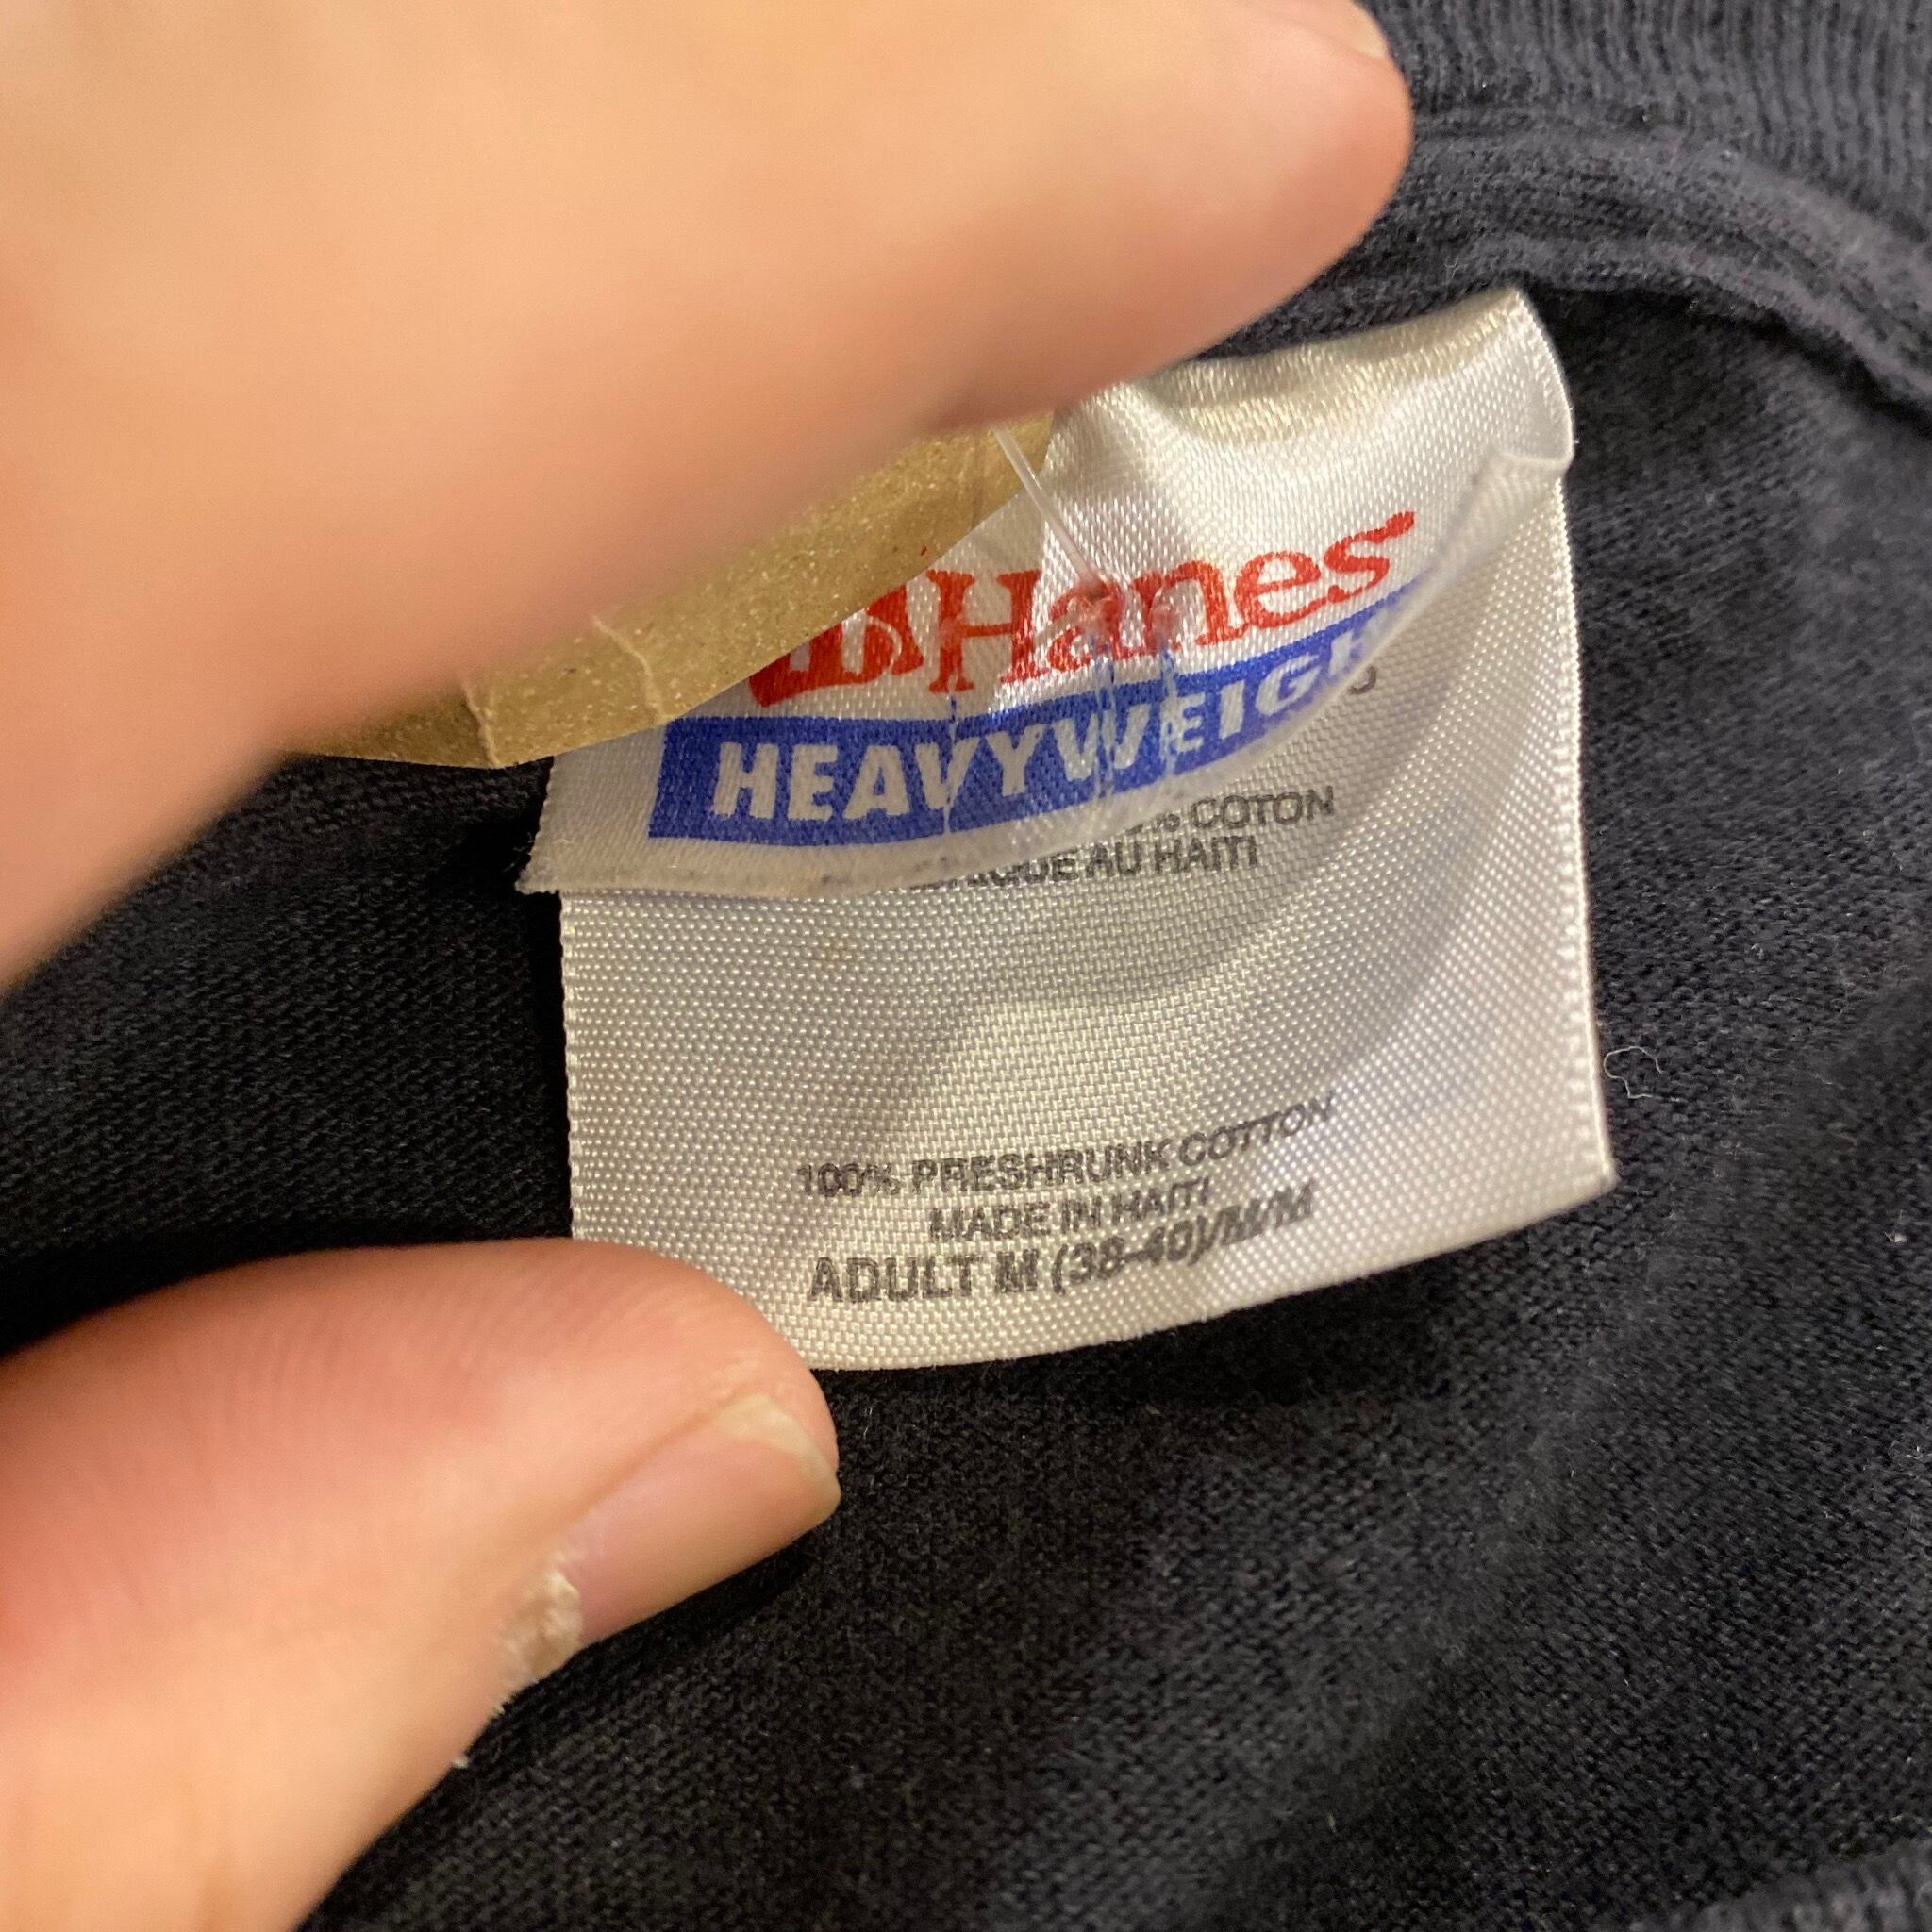 Hanes
HEAVYWEIGH
% COTON
AU HAITI
100% PRESHRUNK COTTON
MADE IN HAITI
ADULT M (38-40)/M/M